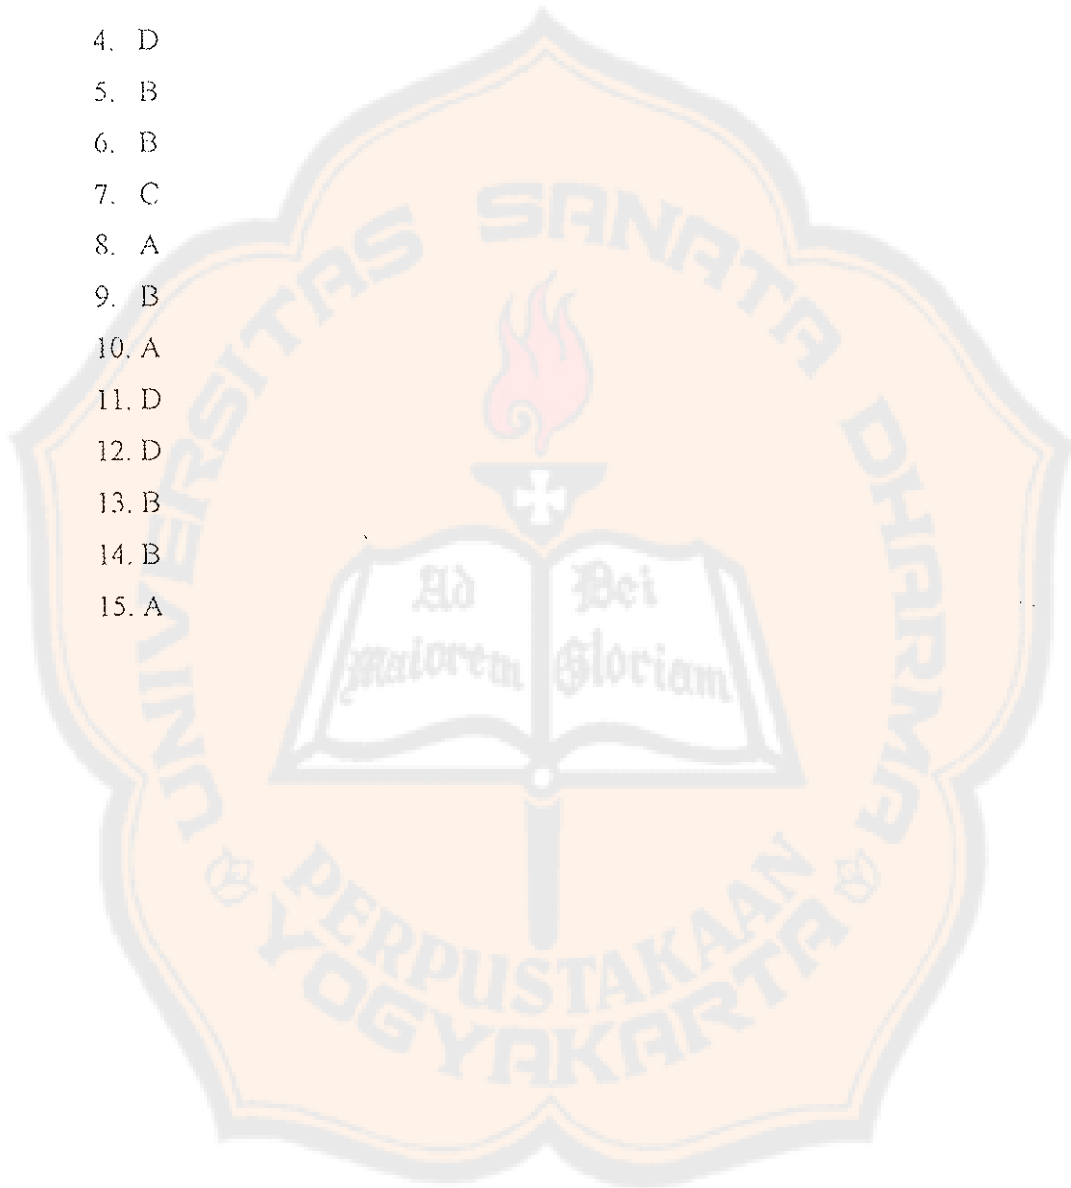 4. D
5. B
6. B
7. C
8. A
9. B
10. A
11. D
12. D
13. B
14. B
15. A
UNIVERSITAS SANATA DHARMA
Ad
maiorem
Dei
Gloriam
PERPUSTAKAAN
YOGYAKARTA